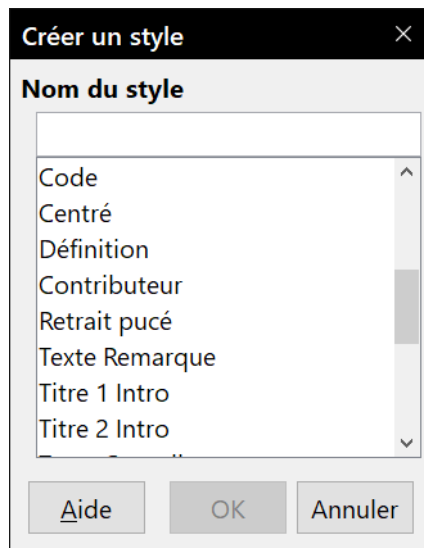 Créer un style
Nom du style
Code
Centré
Définition
Contributeur
Retrait pucé
Texte Remarque
Titre 1 Intro
Titre 2 Intro
Aide
OK
Annuler